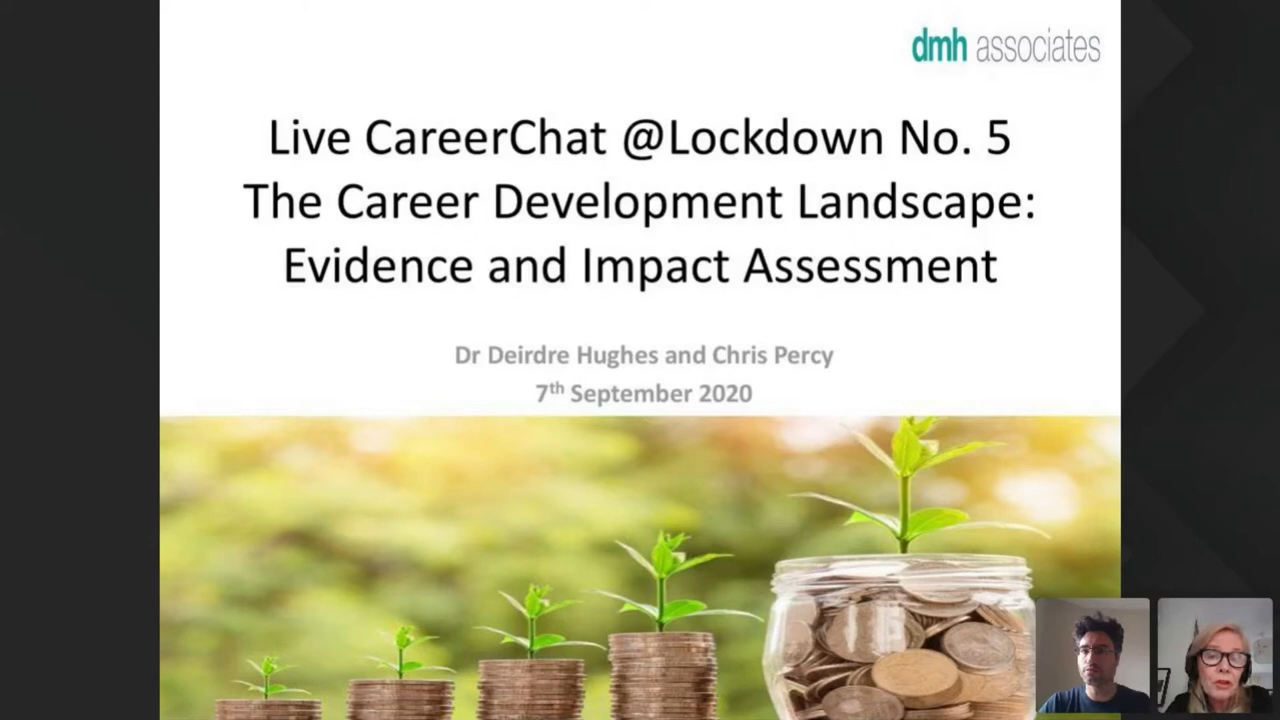 dmh associates
Live CareerChat @Lockdown No. 5
The Career Development Landscape:
Evidence and Impact Assessment
Dr Deirdre Hughes and Chris Percy
7th September 2020